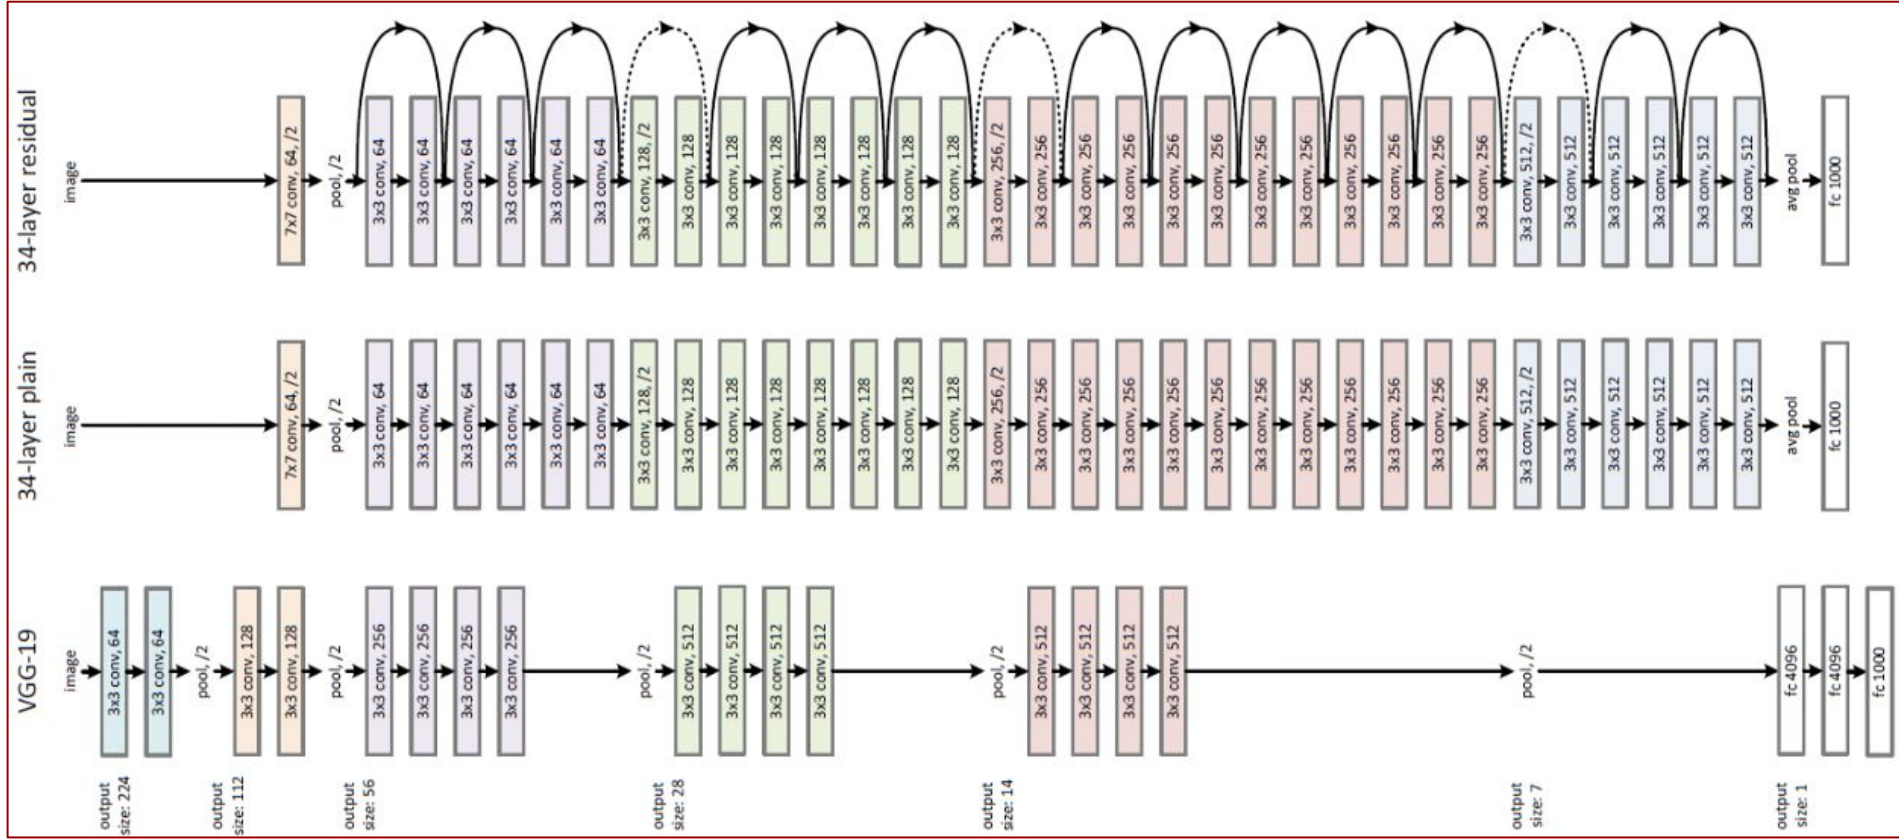 34-layer residual
image
7x7 conv, 64, /2
pool, /2
3x3 conv, 64
3x3 conv, 64
3x3 conv, 64
3x3 conv, 64
3x3 conv, 64
3x3 conv, 64
3x3 conv, 128, /2
3x3 conv, 128
3x3 conv, 128
3x3 conv, 128
3x3 conv, 128
3x3 conv, 128
3x3 conv, 128
3x3 conv, 128
3x3 conv, 256, /2
3x3 conv, 256
3x3 conv, 256
3x3 conv, 256
3x3 conv, 256
3x3 conv, 256
3x3 conv, 256
3x3 conv, 256
3x3 conv, 256
3x3 conv, 256
3x3 conv, 256
3x3 conv, 256
3x3 conv, 512, /2
3x3 conv, 512
3x3 conv, 512
3x3 conv, 512
3x3 conv, 512
3x3 conv, 512
avg pool
fc 1000
34-layer plain
image
7x7 conv, 64, /2
pool, /2
3x3 conv, 64
3x3 conv, 64
3x3 conv, 64
3x3 conv, 64
3x3 conv, 64
3x3 conv, 64
3x3 conv, 128, /2
3x3 conv, 128
3x3 conv, 128
3x3 conv, 128
3x3 conv, 128
3x3 conv, 128
3x3 conv, 128
3x3 conv, 128
3x3 conv, 256, /2
3x3 conv, 256
3x3 conv, 256
3x3 conv, 256
3x3 conv, 256
3x3 conv, 256
3x3 conv, 256
3x3 conv, 256
3x3 conv, 256
3x3 conv, 256
3x3 conv, 256
3x3 conv, 256
3x3 conv, 512, /2
3x3 conv, 512
3x3 conv, 512
3x3 conv, 512
3x3 conv, 512
3x3 conv, 512
avg pool
fc 1000
VGG-19
image
3x3 conv, 64
3x3 conv, 64
pool, /2
3x3 conv, 128
3x3 conv, 128
pool, /2
3x3 conv, 256
3x3 conv, 256
3x3 conv, 256
3x3 conv, 256
pool, /2
3x3 conv, 512
3x3 conv, 512
3x3 conv, 512
3x3 conv, 512
pool, /2
3x3 conv, 512
3x3 conv, 512
3x3 conv, 512
3x3 conv, 512
pool, /2
fc 4096
fc 4096
fc 1000
output
size: 224
output
size: 112
output
size: 56
output
size: 28
output
size: 14
output
size: 7
output
size: 1